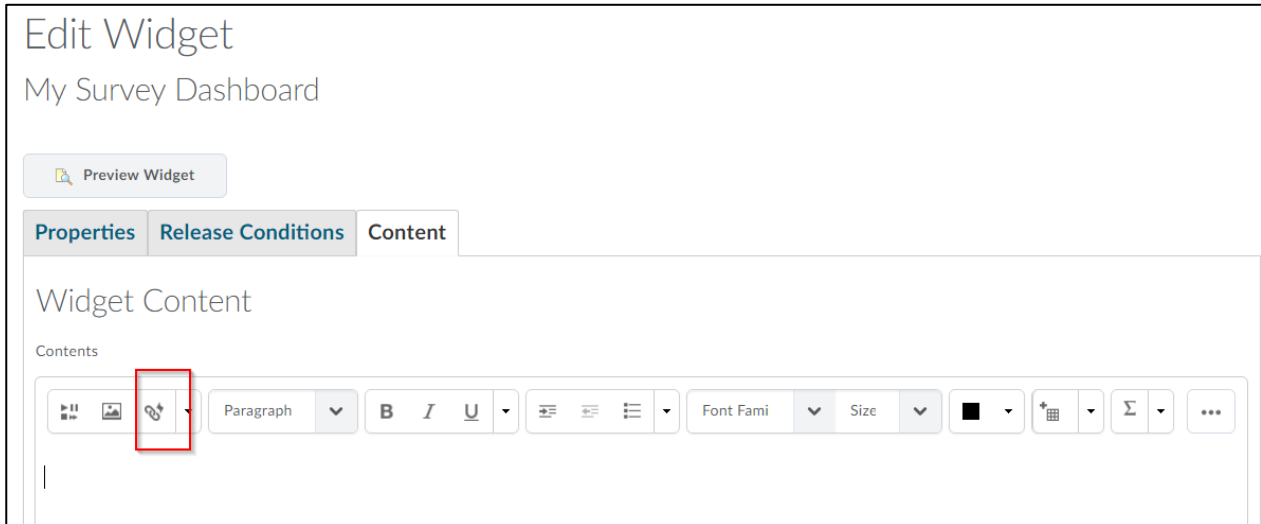 Edit Widget
My Survey Dashboard
Preview Widget
Properties Release Conditions Content
Widget Content
Contents
Paragraph B I U Font Fami Size Σ